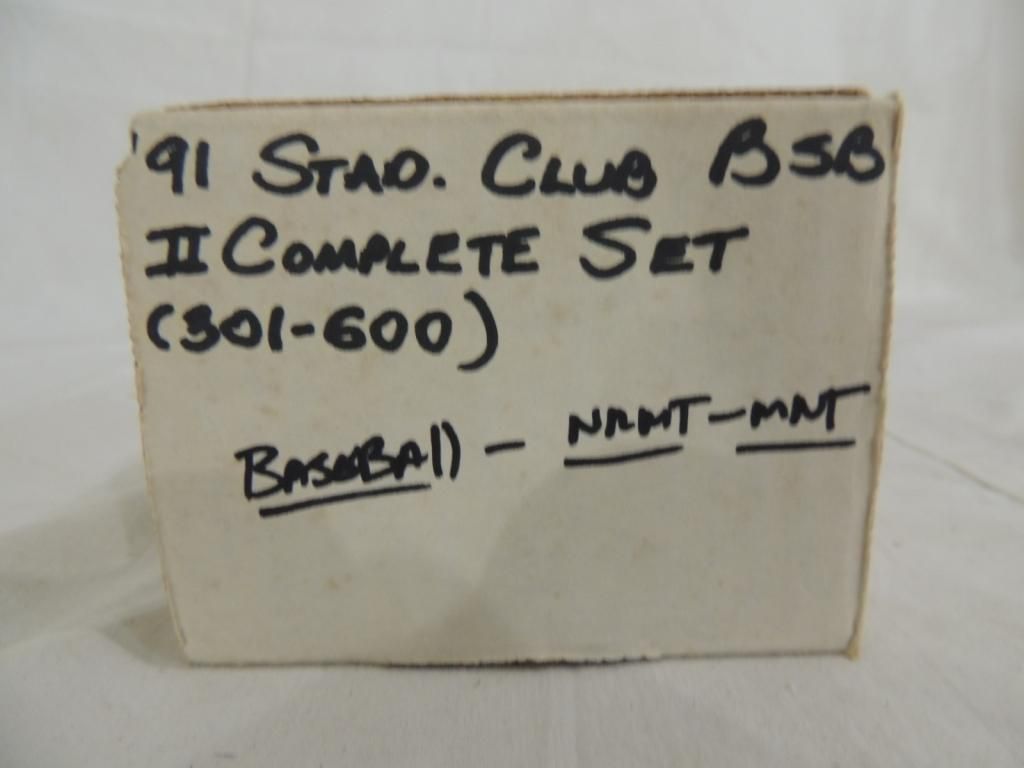 '91 STAD. CLUB BSB
II COMPLETE SET
(301-600)
BASEBAll - NRMT-MNT